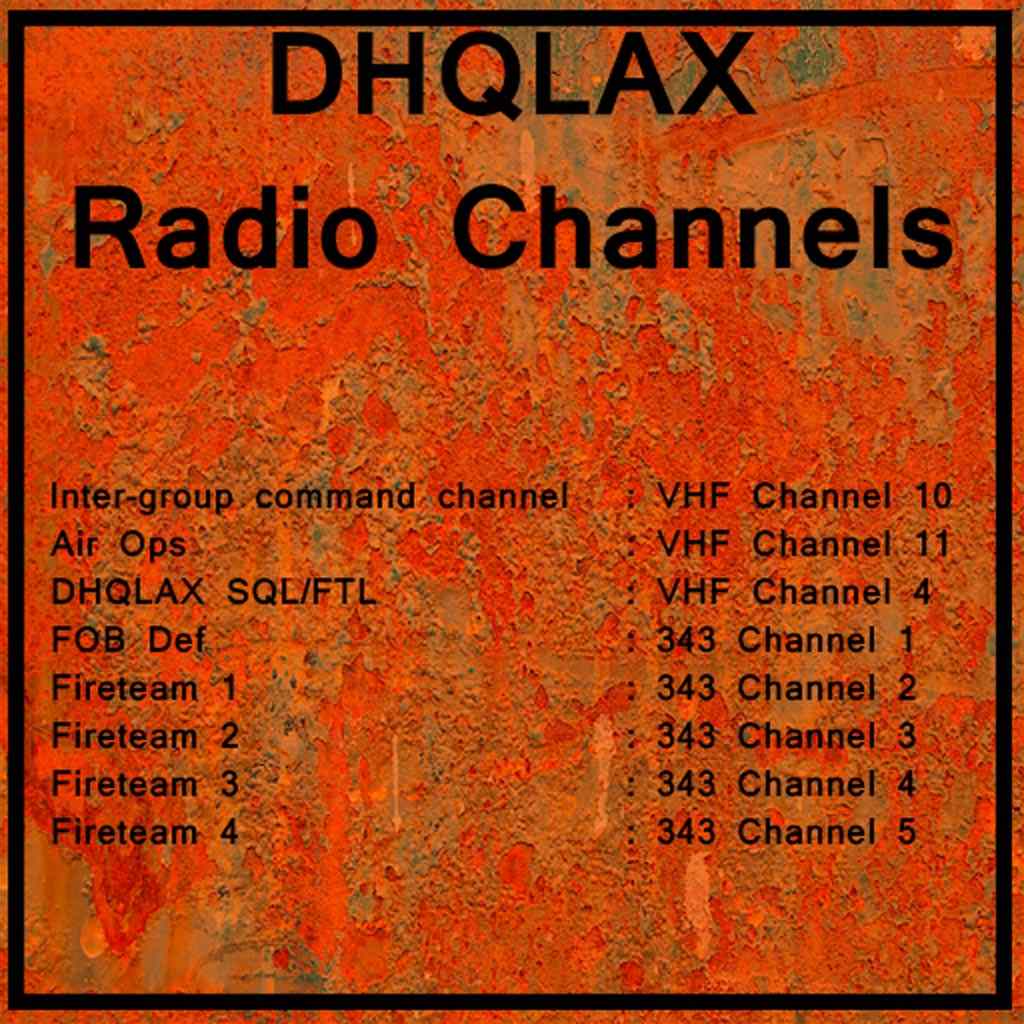 DHQLAX
Radio Channels
Inter-group command channel : VHF Channel 10
Air Ops : VHF Channel 11
DHQLAX SQL/FTL : VHF Channel 4
FOB Def : 343 Channel 1
Fireteam 1 : 343 Channel 2
Fireteam 2 : 343 Channel 3
Fireteam 3 : 343 Channel 4
Fireteam 4 : 343 Channel 5